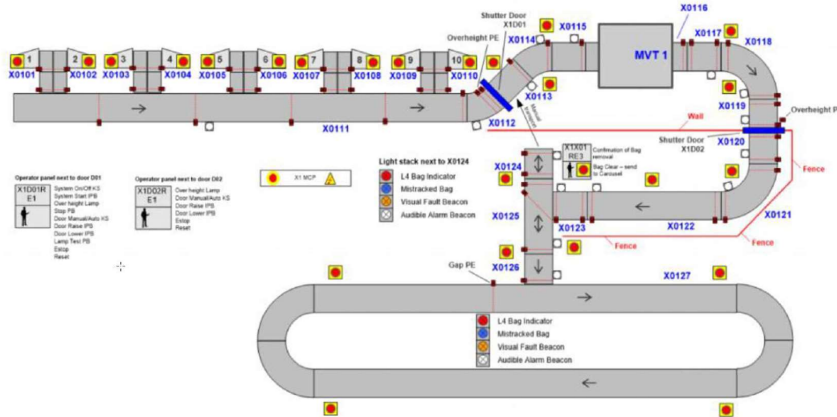 Shutter Door
X1D01
Overheight PE
X0114
X0115
X0116
X0117
X0118
1
2
3
4
5
6
7
8
9
10
X0101
X0102
X0103
X0104
X0105
X0106
X0107
X0108
X0109
X0110
MVT 1
X0113
X0119
Overheight P
X0111
X0112
Manual
Wall
X0120
Shutter Door
X1D02
Fence
Operator panel next to door D01
X1D01R
E1
System On/Off KS
System Start IPB
Over height Lamp
Stop PB
Door Manual/Auto KS
Door Raise IPB
Door Lower IPB
Lamp Test PB
Estop
Reset
Operator panel next to door D02
X1D02R
E1
Over height Lamp
Door Manual/Auto KS
Door Raise IPB
Door Lower IPB
Estop
Reset
X1 MCP
Light stack next to X0124
L4 Bag Indicator
Mistracked Bag
Visual Fault Beacon
Audible Alarm Beacon
X0124
X1X01
RE3
Confirmation of Bag
removal
Bag Clear – send
to Carousel
X0125
X0123
X0122
X0121
Fence
Fence
X0126
Gap PE
X0127
L4 Bag Indicator
Mistracked Bag
Visual Fault Beacon
Audible Alarm Beacon